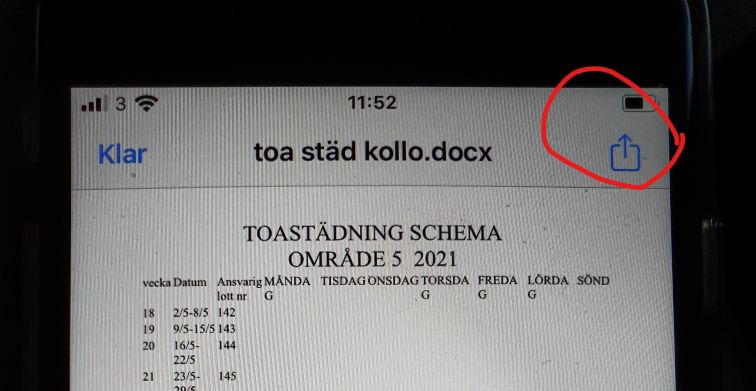 3 11:52
Klar toa städ kollo.docx
TOASTÄDNING SCHEMA
OMRÅDE 5 2021
vecka Datum Ansvarig MÅNDA TISDAG ONSDAG TORSDA FREDA LÖRDA SÖND
lott nr G G G G
18 2/5-8/5 142
19 9/5-15/5 143
20 16/5- 144
22/5
21 23/5- 145
29/5